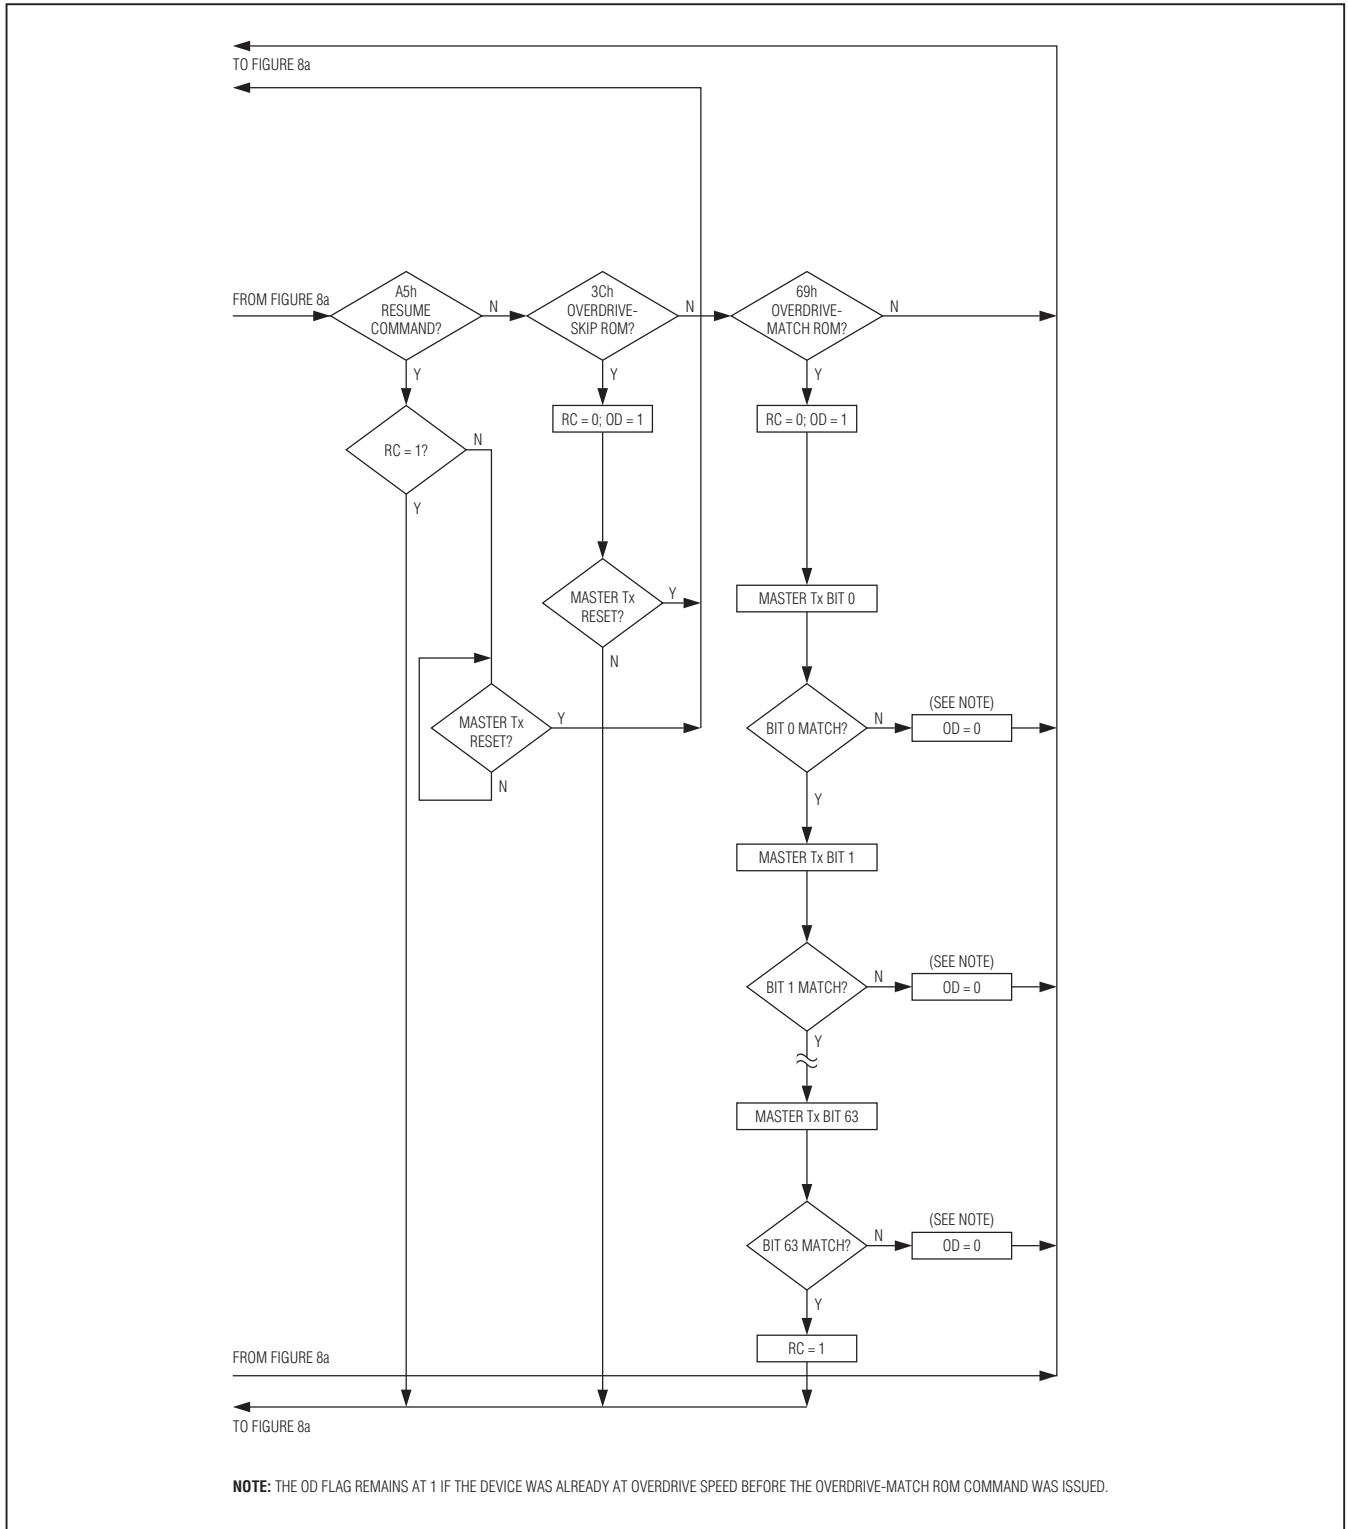 TO FIGURE 8a
FROM FIGURE 8a
A5h
RESUME
COMMAND?
N
Y
3Ch
OVERDRIVE-
SKIP ROM?
N
Y
69h
OVERDRIVE-
MATCH ROM?
N
Y
RC = 1?
N
Y
RC = 0; OD = 1
RC = 0; OD = 1
MASTER Tx
RESET?
Y
N
MASTER Tx BIT 0
MASTER Tx
RESET?
Y
N
BIT 0 MATCH?
N
Y
(SEE NOTE)
OD = 0
MASTER Tx BIT 1
BIT 1 MATCH?
N
Y
(SEE NOTE)
OD = 0
MASTER Tx BIT 63
BIT 63 MATCH?
N
Y
(SEE NOTE)
OD = 0
RC = 1
FROM FIGURE 8a
TO FIGURE 8a
NOTE: THE OD FLAG REMAINS AT 1 IF THE DEVICE WAS ALREADY AT OVERDRIVE SPEED BEFORE THE OVERDRIVE-MATCH ROM COMMAND WAS ISSUED.